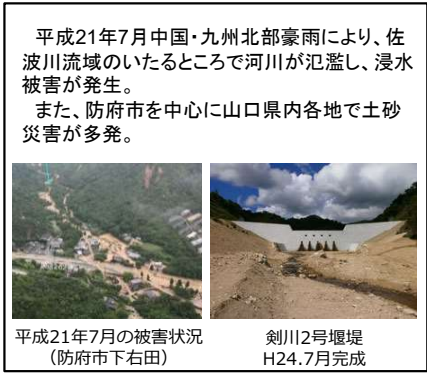 平成21年7月中国・九州北部豪雨により、佐
波川流域のいたるところで河川が氾濫し、浸水
被害が発生。
また、防府市を中心に山口県内各地で土砂
災害が多発。
平成21年7月の被害状況
（防府市下右田）
剣川2号堰堤
H24.7月完成